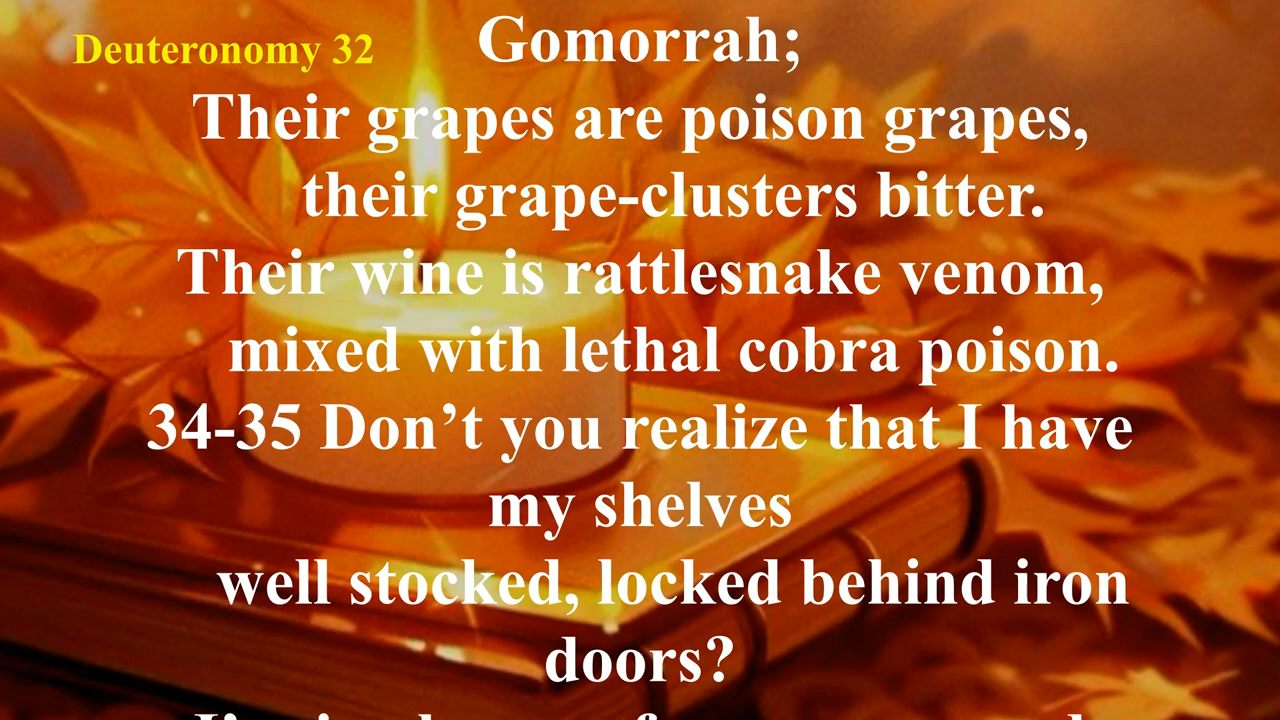 Deuteronomy 32
Gomorrah;
Their grapes are poison grapes,
their grape-clusters bitter.
Their wine is rattlesnake venom,
mixed with lethal cobra poison.
34-35 Don’t you realize that I have
my shelves
well stocked, locked behind iron
doors?